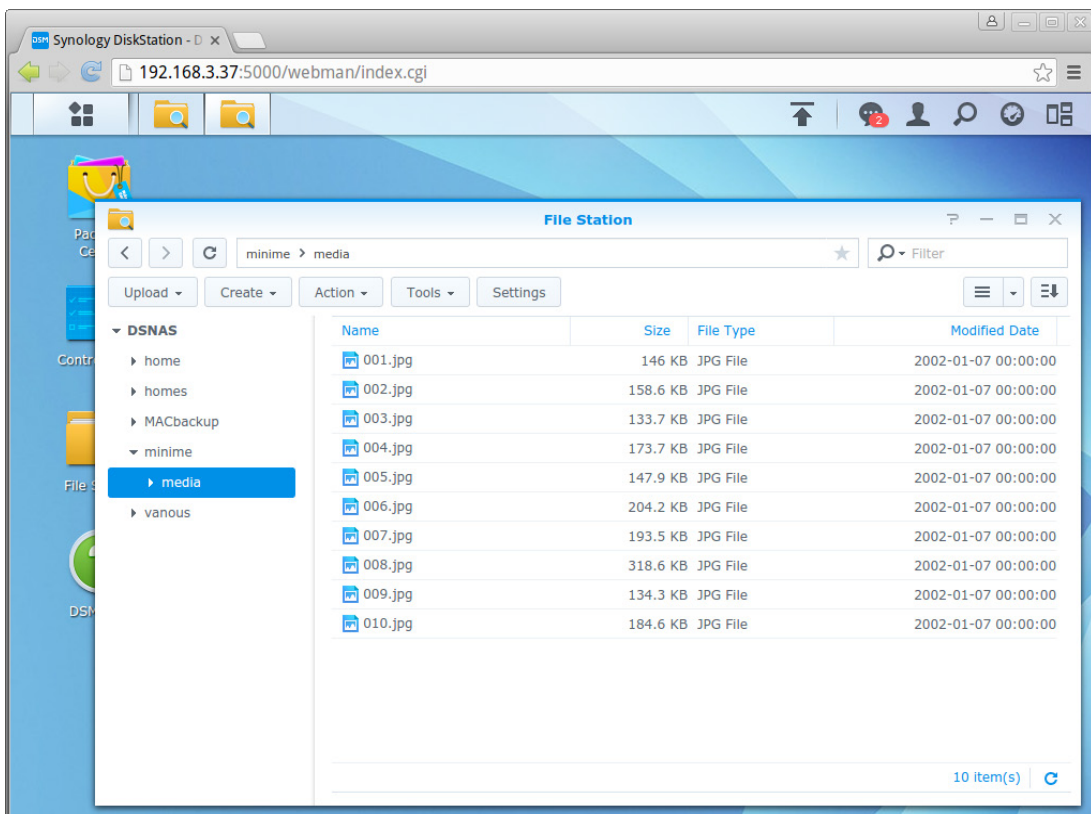 DSM Synology DiskStation - D
192.168.3.37:5000/webman/index.cgi
2
File Station
minime > media
Filter
Upload Create Action Tools Settings
DSNAS
home
homes
MACbackup
minime
media
vanous
Name Size File Type Modified Date
001.jpg 146 KB JPG File 2002-01-07 00:00:00
002.jpg 158.6 KB JPG File 2002-01-07 00:00:00
003.jpg 133.7 KB JPG File 2002-01-07 00:00:00
004.jpg 173.7 KB JPG File 2002-01-07 00:00:00
005.jpg 147.9 KB JPG File 2002-01-07 00:00:00
006.jpg 204.2 KB JPG File 2002-01-07 00:00:00
007.jpg 193.5 KB JPG File 2002-01-07 00:00:00
008.jpg 318.6 KB JPG File 2002-01-07 00:00:00
009.jpg 134.3 KB JPG File 2002-01-07 00:00:00
010.jpg 184.6 KB JPG File 2002-01-07 00:00:00
10 item(s)
Pac
Ce
Contr
File S
DSM